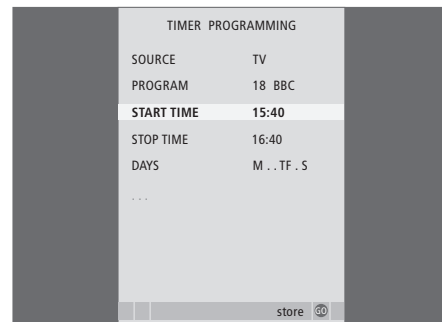 TIMER PROGRAMMING
SOURCE TV
PROGRAM 18 BBC
START TIME 15:40
STOP TIME 16:40
DAYS M . . TF . S
. . .
store GO